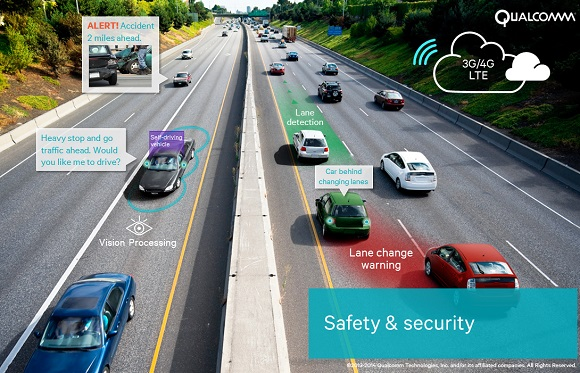 ALERT! Accident
2 miles ahead.
QUALCOMM
3G/4G
LTE
Lane
detection
Heavy stop and go
traffic ahead. Would
you like me to drive?
Self-driving
vehicle
Car behind
changing lanes
Vision Processing
Lane change
warning
Safety & security
©2013-2014 Qualcomm Technologies, Inc. and/or its affiliated companies. All Rights Reserved.